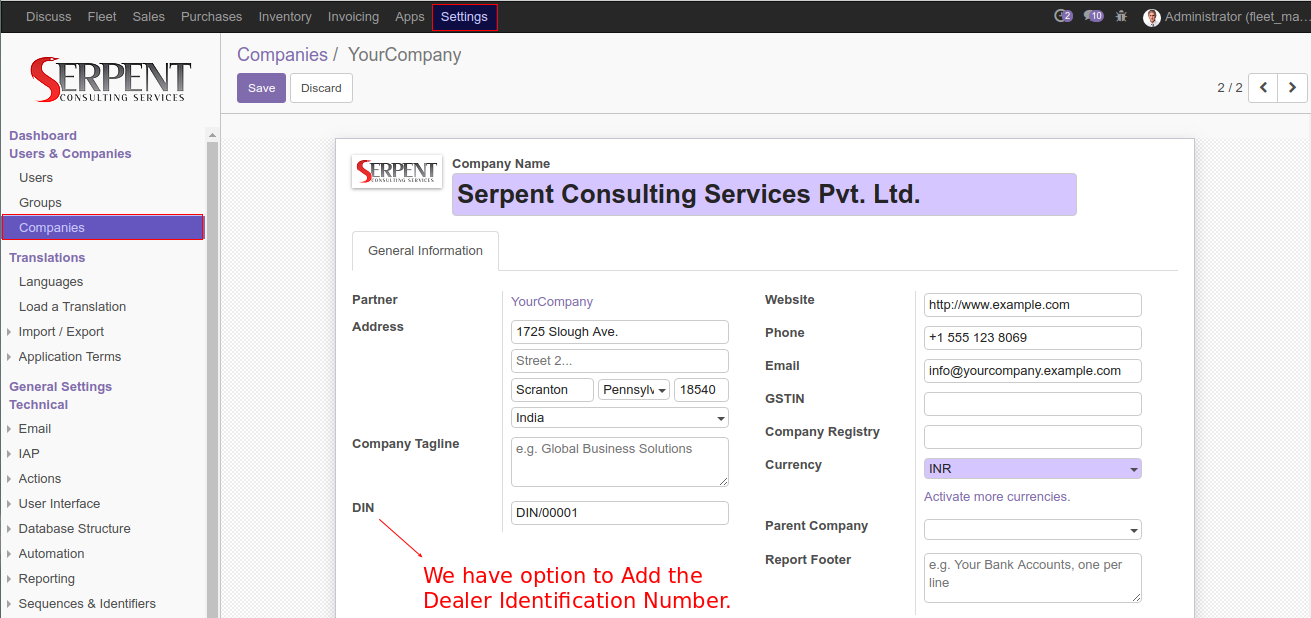 Discuss Fleet Sales Purchases Inventory Invoicing Apps Settings 2 10 Administrator (fleet_ma...
SERPENT
CONSULTING SERVICES
Companies / YourCompany
Save Discard
2 / 2
Dashboard
Users & Companies
Users
Groups
Companies
Translations
Languages
Load a Translation
Import / Export
Application Terms
General Settings
Technical
Email
IAP
Actions
User Interface
Database Structure
Automation
Reporting
Sequences & Identifiers
SERPENT
CONSULTING SERVICES
Company Name
Serpent Consulting Services Pvt. Ltd.
General Information
Partner YourCompany
Address 1725 Slough Ave.
Street 2...
Scranton Pennsylv 18540
India
Company Tagline e.g. Global Business Solutions
DIN DIN/00001
We have option to Add the
Dealer Identification Number.
Website http://www.example.com
Phone +1 555 123 8069
Email info@yourcompany.example.com
GSTIN
Company Registry
Currency INR
Activate more currencies.
Parent Company
Report Footer e.g. Your Bank Accounts, one per
line